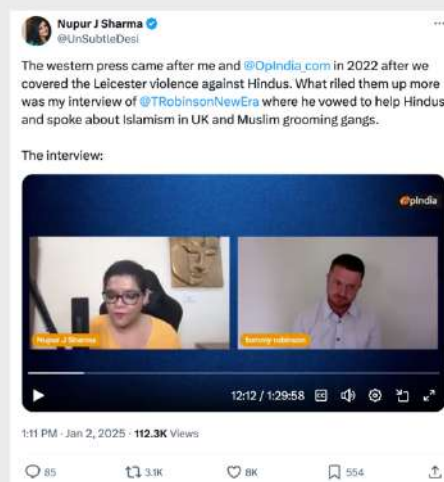 Nupur J Sharma
@UnSubtleDesi
The western press came after me and @OpIndia_com in 2022 after we
covered the Leicester violence against Hindus. What riled them up more
was my interview of @TRobinsonNewEra where he vowed to help Hindus
and spoke about Islamism in UK and Muslim grooming gangs.
The interview:
OpIndia
Nupur J Sharma
tommy robinson
12:12 / 1:29:58
CC
1:11 PM · Jan 2, 2025 · 112.3K Views
85 3.1K 8K 554